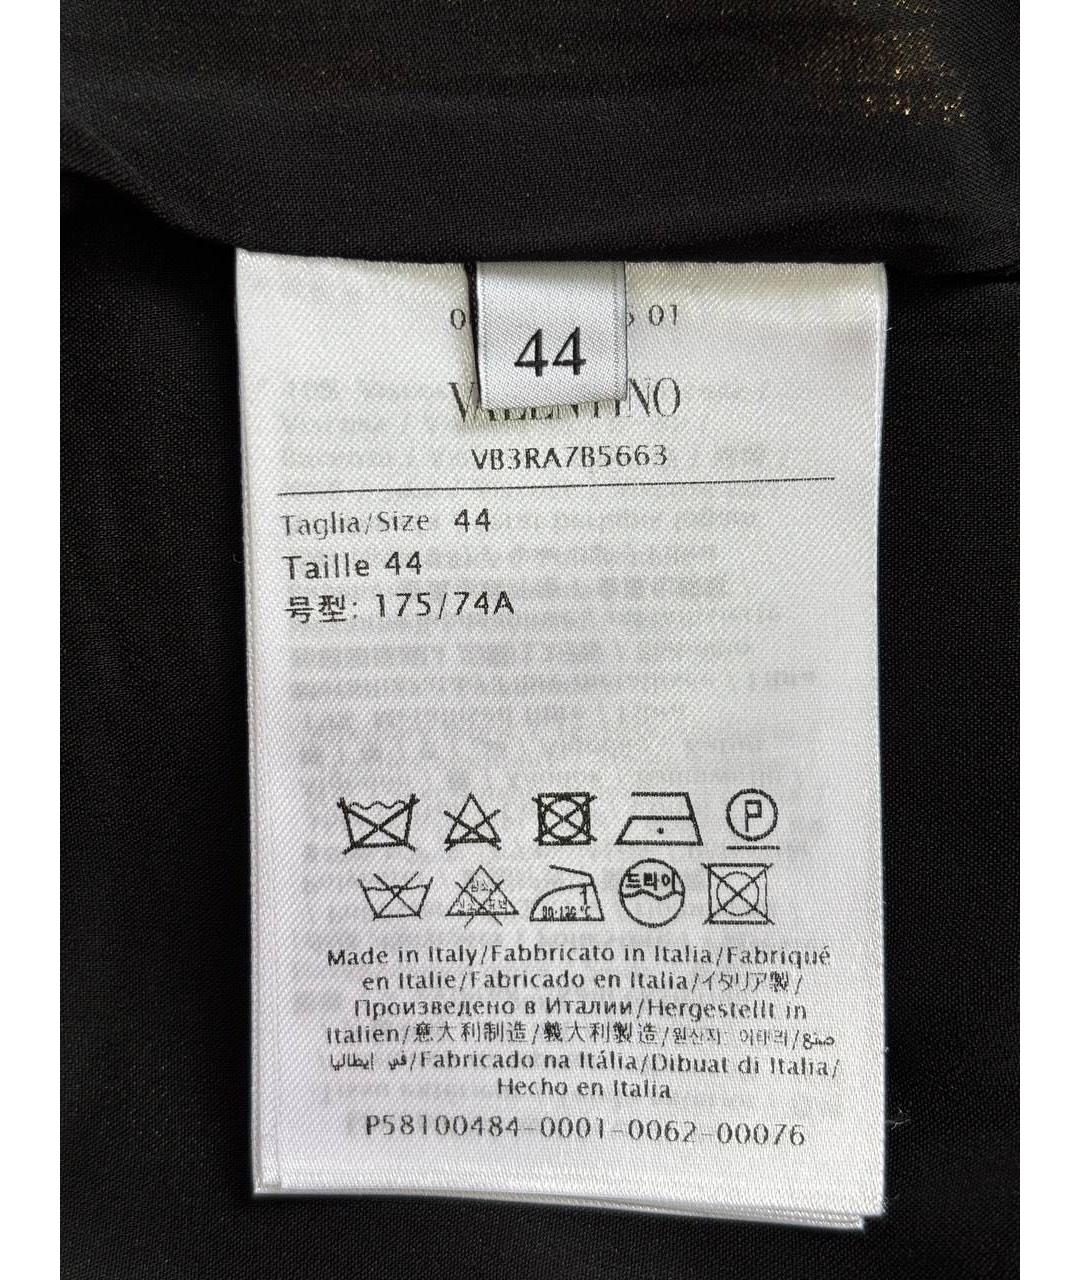 01
44
VALENTINO
VB3RA7B5663
Taglia/Size 44
Taille 44
号型: 175/74A
P
드라이
Made in Italy/Fabbricato in Italia/Fabriqué
en Italie/Fabricado en Italia/イタリア製/
Произведено в Италии/Hergestellt in
Italien/意大利制造/義大利製造/원산지 이태리/صنع
في إيطاليا/Fabricado na Itália/Dibuat di Italia/
Hecho en Italia
P58100484-0001-0062-00076